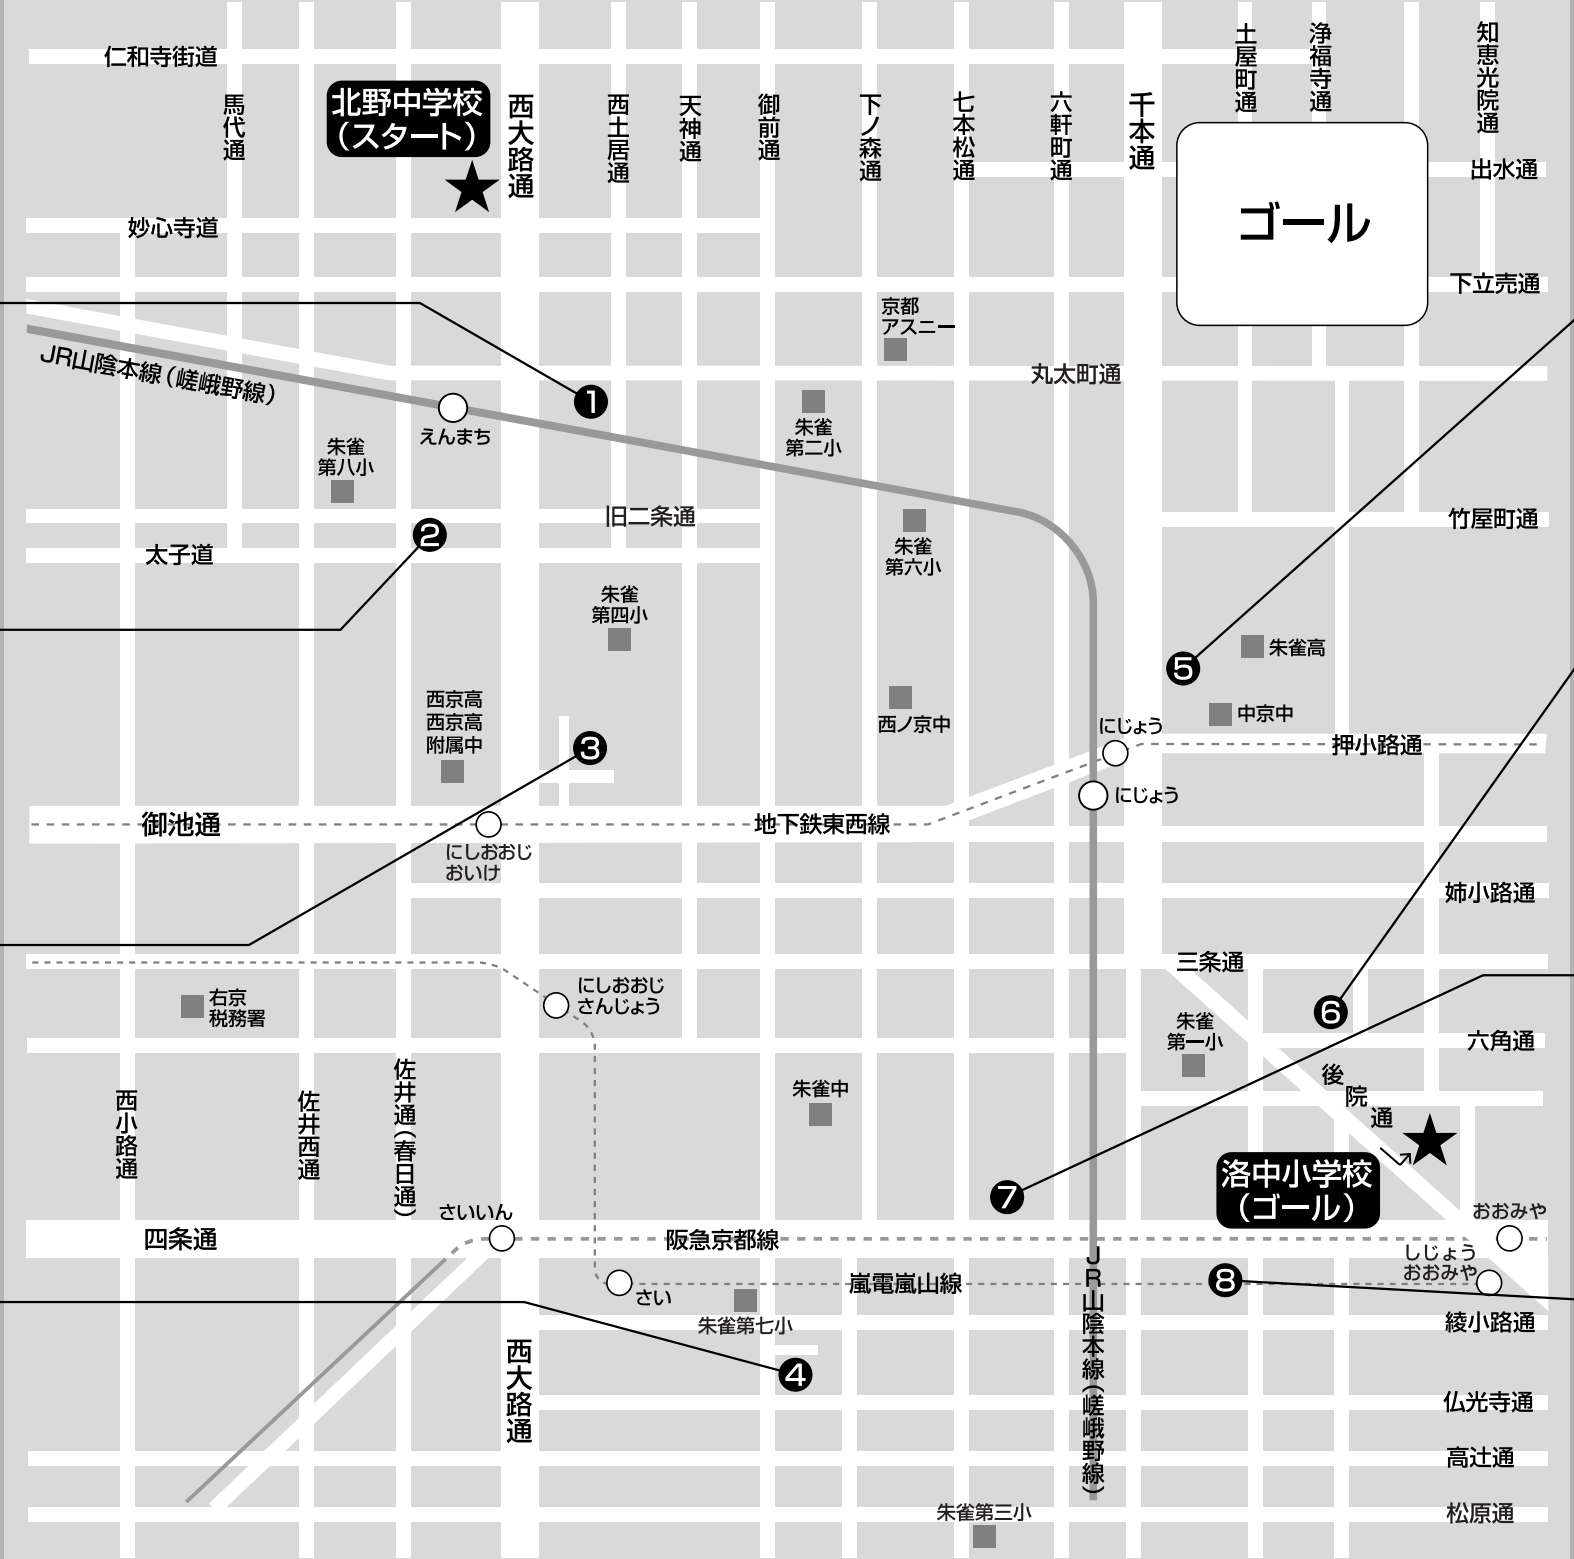 仁和寺街道
馬代通
北野中学校
（スタート）
西大路通
西土居通
天神通
御前通
下ノ森通
七本松通
六軒町通
千本通
土屋町通
浄福寺通
知恵光院通
出水通
ゴール
妙心寺道
下立売通
京都
アスニー
丸太町通
JR山陰本線（嵯峨野線）
えんまち
1
朱雀
第二小
朱雀
第八小
旧二条通
竹屋町通
2
太子道
朱雀
第六小
朱雀
第四小
5
朱雀高
西京高
西京高
附属中
西ノ京中
中京中
3
にじょう
押小路通
にじょう
御池通
地下鉄東西線
にしおおじ
おいけ
姉小路通
三条通
右京
税務署
にしおおじ
さんじょう
6
朱雀
第一小
六角通
後院通
西小路通
佐井西通
佐井通（春日通）
朱雀中
7
洛中小学校
（ゴール）
さいいん
おおみや
四条通
阪急京都線
しじょう
おおみや
さい
嵐電嵐山線
8
JR山陰本線（嵯峨野線）
朱雀第七小
綾小路通
西大路通
4
仏光寺通
高辻通
朱雀第三小
松原通